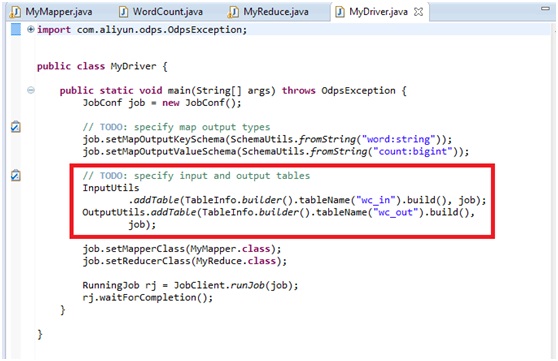 MyMapper.java WordCount.java MyReduce.java MyDriver.java
import com.aliyun.odps.OdpsException;
public class MyDriver {
public static void main(String[] args) throws OdpsException {
JobConf job = new JobConf();
// TODO: specify map output types
job.setMapOutputKeySchema(SchemaUtils.fromString("word:string"));
job.setMapOutputValueSchema(SchemaUtils.fromString("count:bigint"));
// TODO: specify input and output tables
InputUtils
.addTable(TableInfo.builder().tableName("wc_in").build(), job);
OutputUtils.addTable(TableInfo.builder().tableName("wc_out").build(),
job);
job.setMapperClass(MyMapper.class);
job.setReducerClass(MyReduce.class);
RunningJob rj = JobClient.runJob(job);
rj.waitForCompletion();
}
}